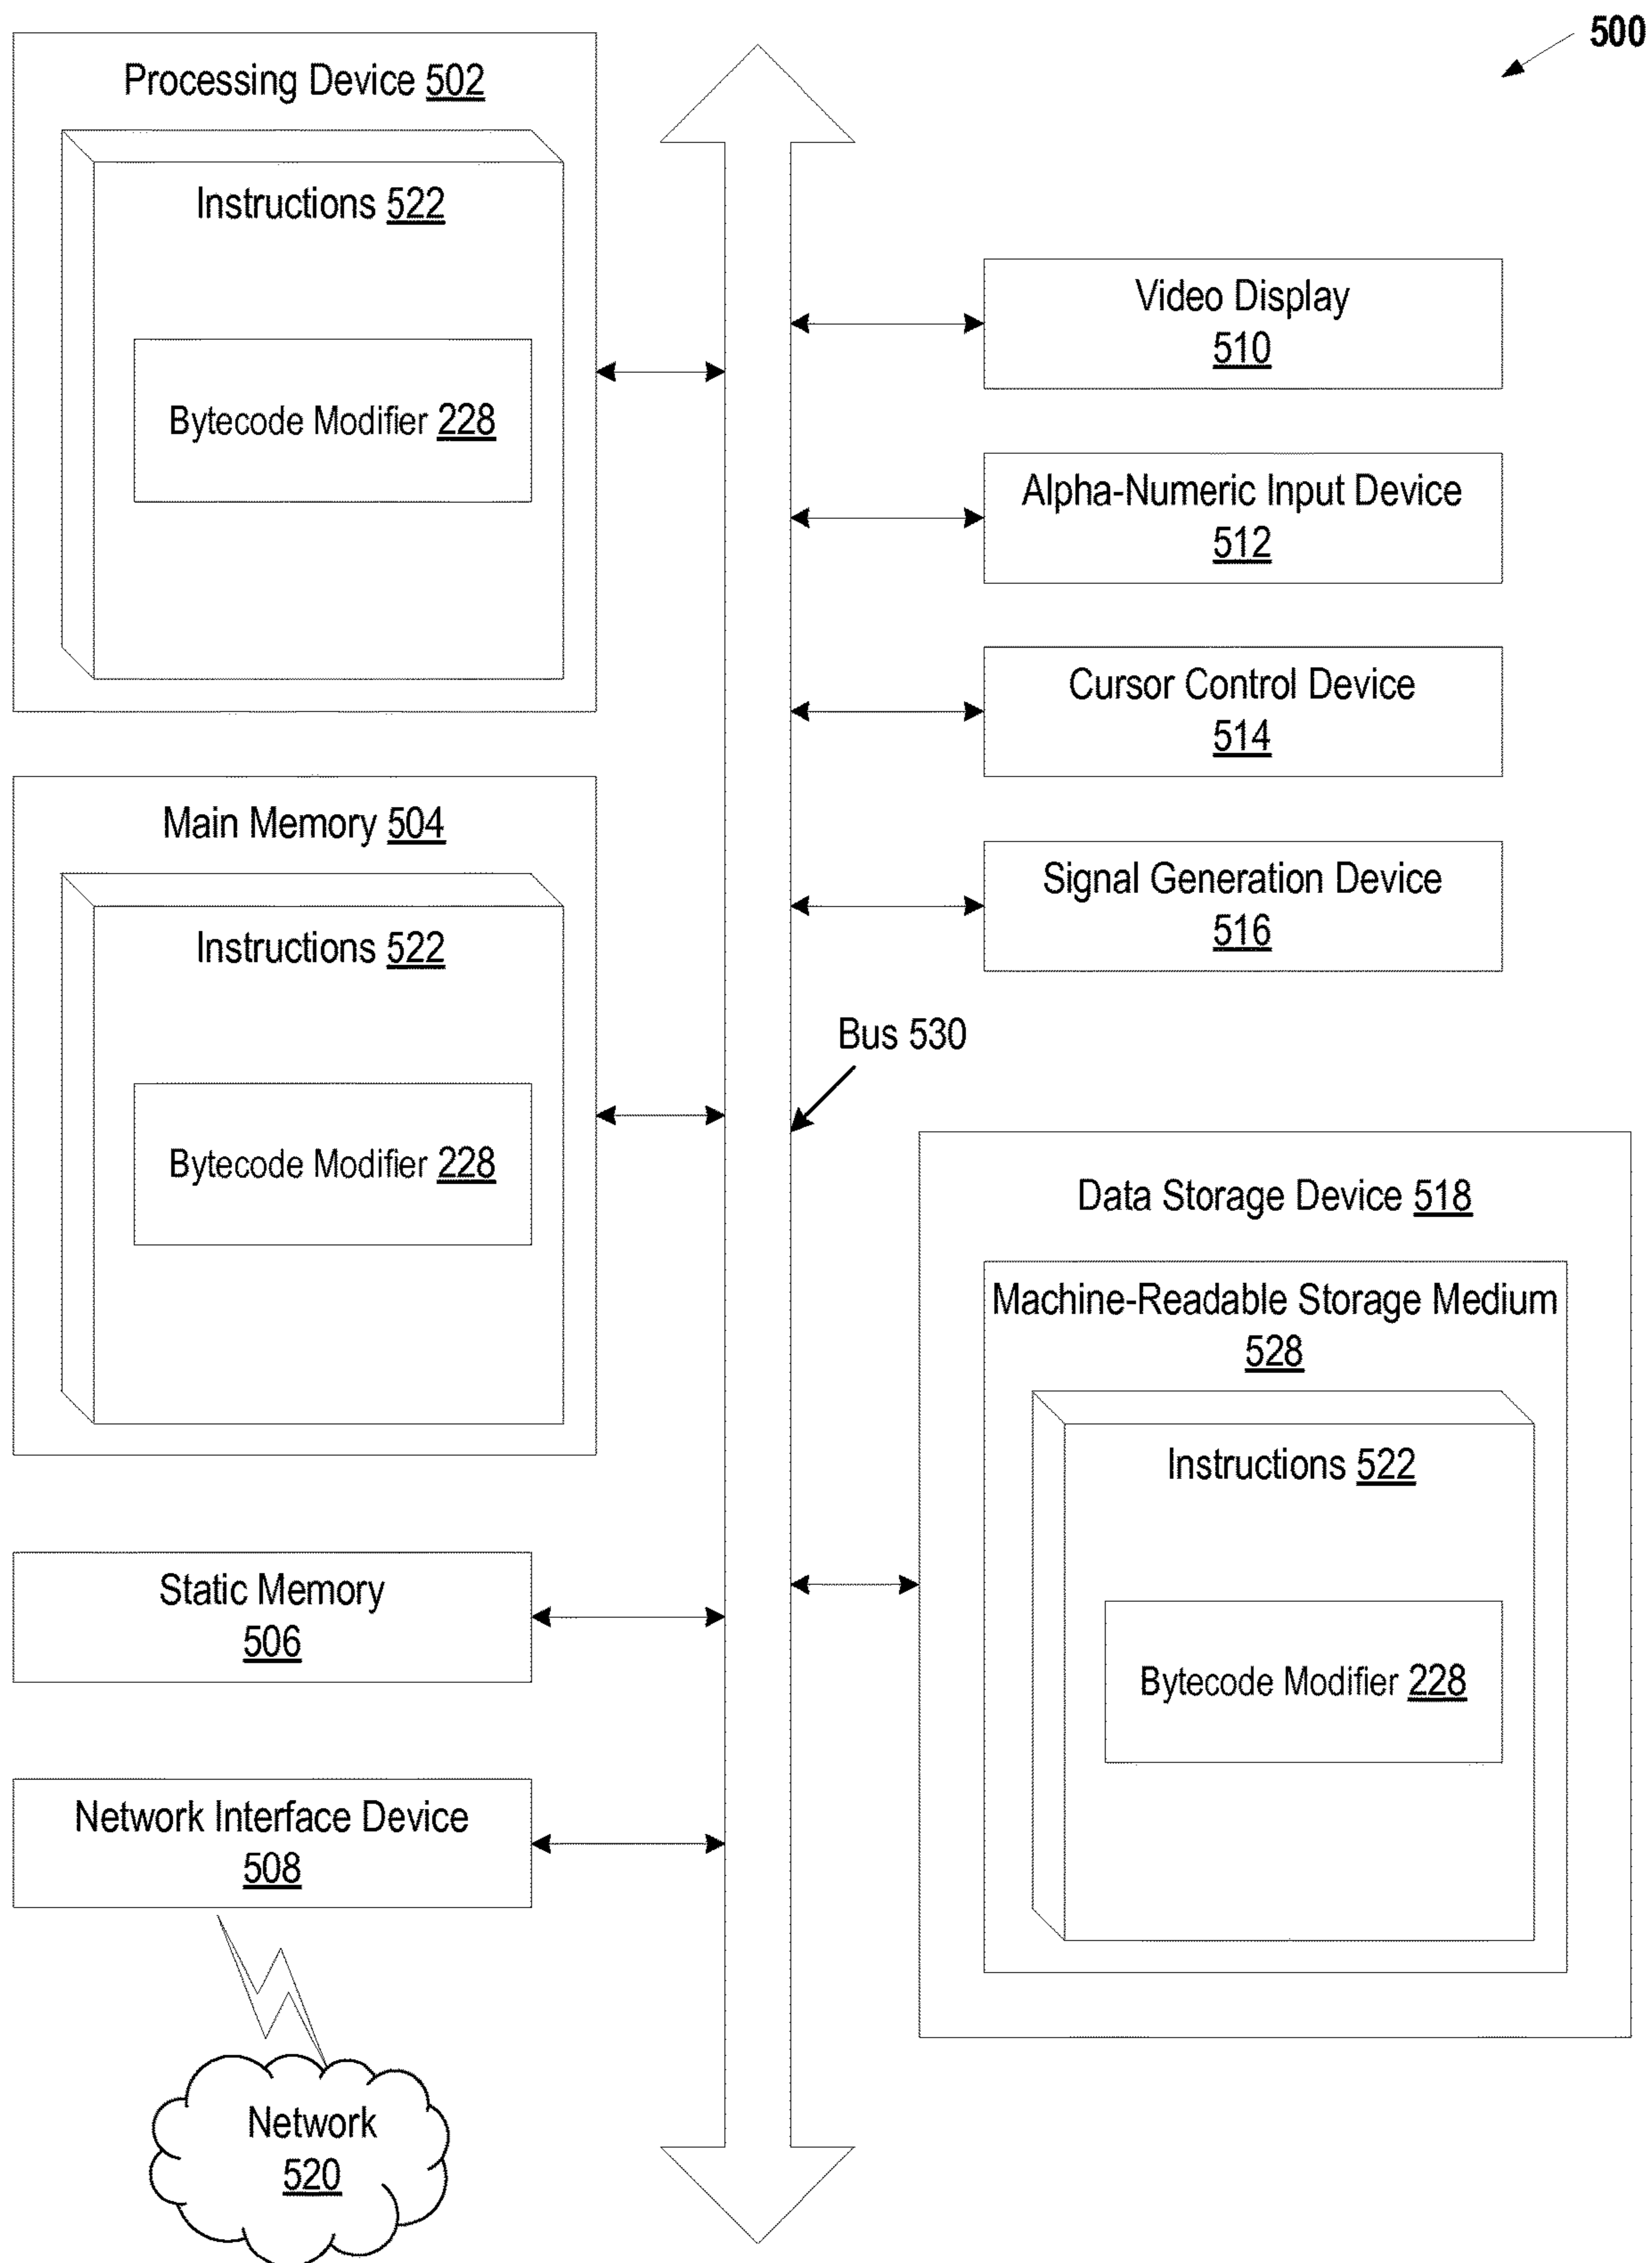 500
Processing Device 502
Instructions 522
Bytecode Modifier 228
Main Memory 504
Instructions 522
Bytecode Modifier 228
Static Memory
506
Network Interface Device
508
Network
520
Video Display
510
Alpha-Numeric Input Device
512
Cursor Control Device
514
Signal Generation Device
516
Bus 530
Data Storage Device 518
Machine-Readable Storage Medium
528
Instructions 522
Bytecode Modifier 228